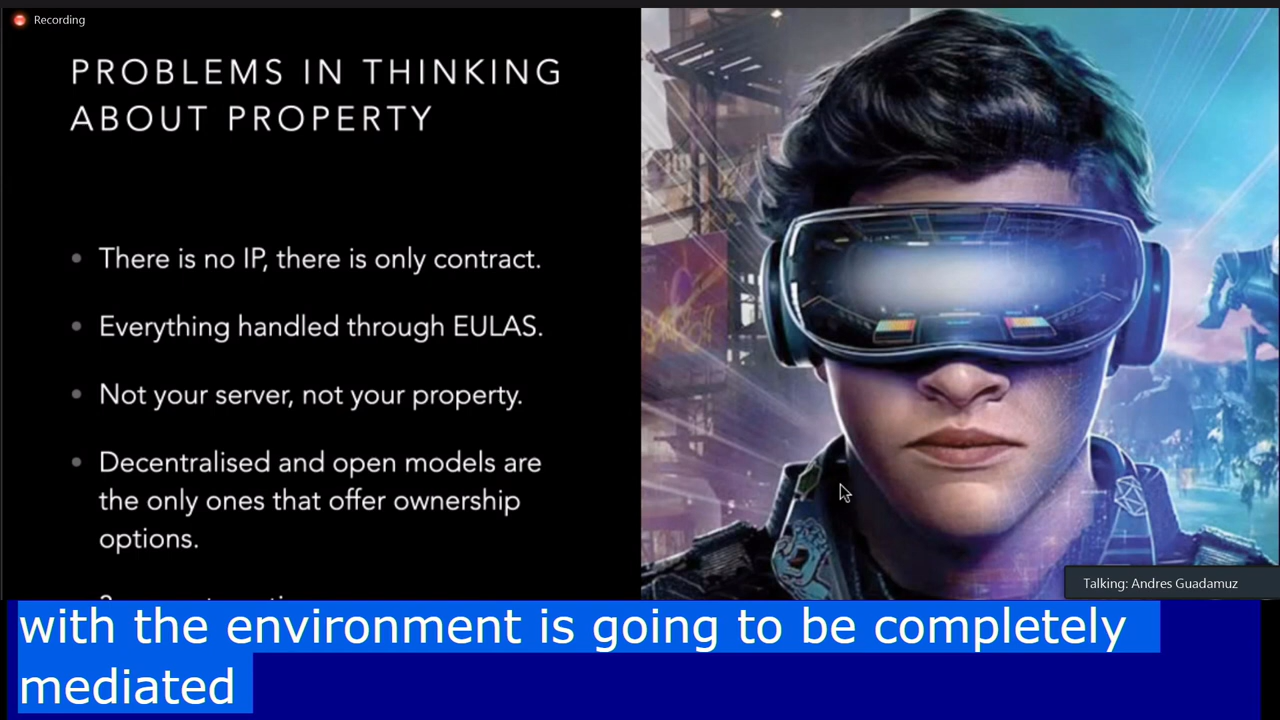 Recording
PROBLEMS IN THINKING
ABOUT PROPERTY
There is no IP, there is only contract.
Everything handled through EULAS.
Not your server, not your property.
Decentralised and open models are
the only ones that offer ownership
options.
Talking: Andres Guadamuz
with the environment is going to be completely
mediated